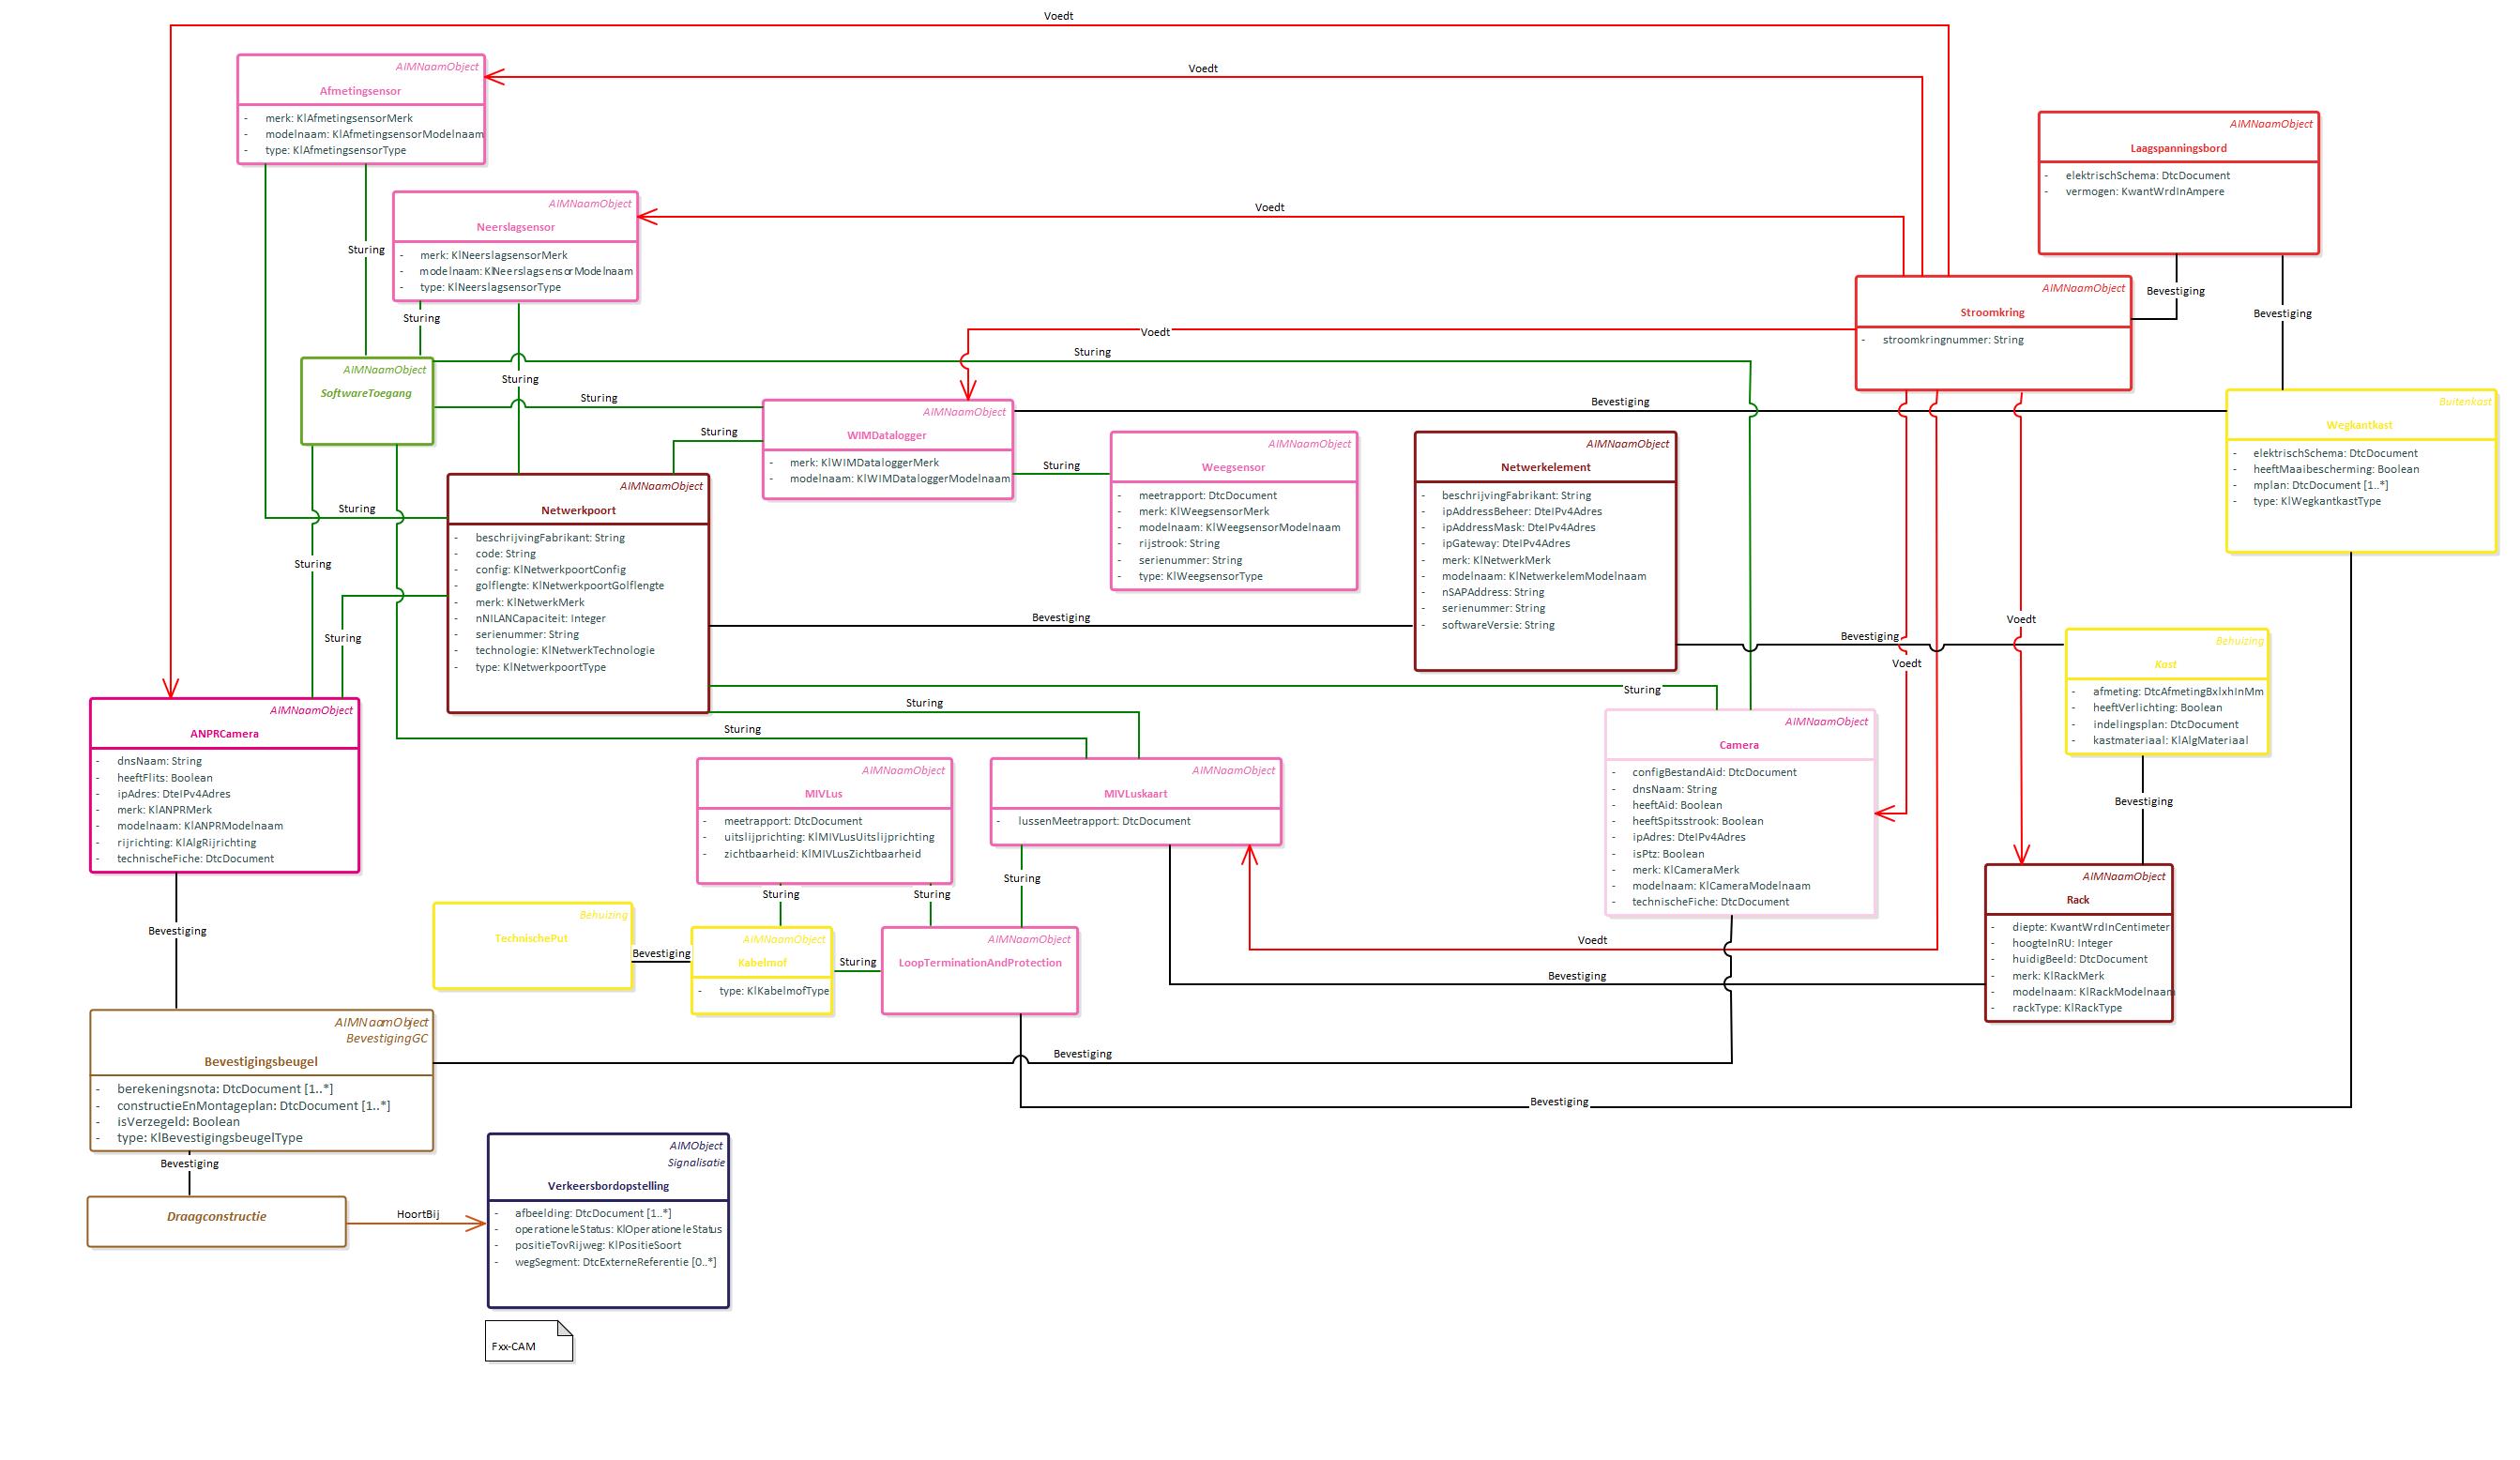 Voedt
AIMNaamObject
Afmetingsensor
- merk: KlAfmetingsensorMerk
- modelnaam: KlAfmetingsensorModelnaam
- type: KlAfmetingsensorType
Voedt
AIMNaamObject
Laagspanningsbord
- elektrischSchema: DtcDocument
- vermogen: KwantWrdInAmpere
AIMNaamObject
Neerslagsensor
- merk: KlNeerslagsensorMerk
- modelnaam: KlNeerslagsensorModelnaam
- type: KlNeerslagsensorType
Voedt
Sturing
Sturing
Bevestiging
Bevestiging
AIMNaamObject
Stroomkring
- stroomkringnummer: String
Voedt
Sturing
Sturing
AIMNaamObject
SoftwareToegang
Sturing
Sturing
AIMNaamObject
WIMDatalogger
- merk: KlWIMDataloggerMerk
- modelnaam: KlWIMDataloggerModelnaam
Bevestiging
Buitenkast
Wegkantkast
- elektrischSchema: DtcDocument
- heeftMaaibescherming: Boolean
- mplan: DtcDocument [1..*]
- type: KlWegkantkastType
Sturing
AIMNaamObject
Weegsensor
- meetrapport: DtcDocument
- merk: KlWeegsensorMerk
- modelnaam: KlWeegsensorModelnaam
- rijstrook: String
- serienummer: String
- type: KlWeegsensorType
AIMNaamObject
Netwerkelement
- beschrijvingFabrikant: String
- ipAddressBeheer: DteIPv4Adres
- ipAddressMask: DteIPv4Adres
- ipGateway: DteIPv4Adres
- merk: KlNetwerkMerk
- modelnaam: KlNetwerkelemModelnaam
- nSAPAddress: String
- serienummer: String
- softwareVersie: String
Sturing
AIMNaamObject
Netwerkpoort
- beschrijvingFabrikant: String
- code: String
- config: KlNetwerkpoortConfig
- golflengte: KlNetwerkpoortGolflengte
- merk: KlNetwerkMerk
- nNILANCapaciteit: Integer
- serienummer: String
- technologie: KlNetwerkTechnologie
- type: KlNetwerkpoortType
Sturing
Sturing
Bevestiging
Bevestiging
Voedt
Voedt
Behuizing
Kast
- afmeting: DtcAfmetingBxlxhInMm
- heeftVerlichting: Boolean
- indelingsplan: DtcDocument
- kastmateriaal: KlAlgMateriaal
Sturing
Sturing
Sturing
AIMNaamObject
ANPRCamera
- dnsNaam: String
- heeftFlits: Boolean
- ipAdres: DteIPv4Adres
- merk: KlANPRMerk
- modelnaam: KlANPRModelnaam
- rijrichting: KlAlgRijrichting
- technischeFiche: DtcDocument
AIMNaamObject
MIVLus
- meetrapport: DtcDocument
- uitslijprichting: KlMIVLusUitslijprichting
- zichtbaarheid: KlMIVLusZichtbaarheid
AIMNaamObject
MIVLuskaart
- lussenMeetrapport: DtcDocument
AIMNaamObject
Camera
- configBestandAid: DtcDocument
- dnsNaam: String
- heeftAid: Boolean
- heeftSpitsstrook: Boolean
- ipAdres: DteIPv4Adres
- isPtz: Boolean
- merk: KlCameraMerk
- modelnaam: KlCameraModelnaam
- technischeFiche: DtcDocument
Bevestiging
Sturing
Sturing
Sturing
AIMNaamObject
Rack
- diepte: KwantWrdInCentimeter
- hoogteInRU: Integer
- huidigBeeld: DtcDocument
- merk: KlRackMerk
- modelnaam: KlRackModelnaam
- rackType: KlRackType
Bevestiging
Behuizing
TechnischePut
Bevestiging
AIMNaamObject
Kabelmof
- type: KlKabelmofType
Sturing
AIMNaamObject
LoopTerminationAndProtection
Voedt
Bevestiging
AIMNaamObject
BevestigingGC
Bevestigingsbeugel
- berekeningsnota: DtcDocument [1..*]
- constructieEnMontageplan: DtcDocument [1..*]
- isVerzegeld: Boolean
- type: KlBevestigingsbeugelType
Bevestiging
Bevestiging
Bevestiging
Draagconstructie
HoortBij
AIMObject
Signalisatie
Verkeersbordopstelling
- afbeelding: DtcDocument [1..*]
- operationeleStatus: KlOperationeleStatus
- positieTovRijweg: KlPositieSoort
- wegSegment: DtcExterneReferentie [0..*]
Fxx-CAM